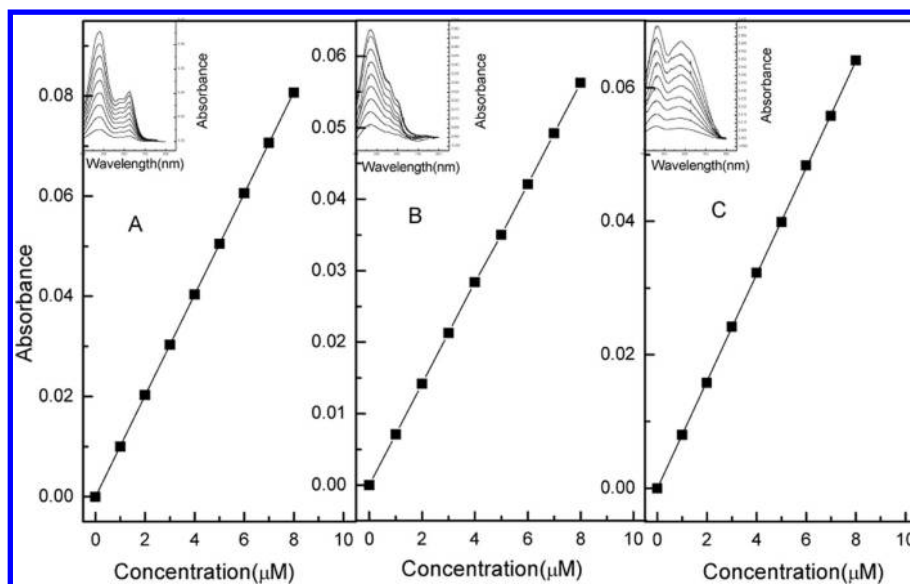 Absorbance
Wavelength(nm)
A
0.08
0.06
0.04
0.02
0.00
Absorbance
0 2 4 6 8 10
Concentration(μM)
Absorbance
Wavelength(nm)
B
0.06
0.05
0.04
0.03
0.02
0.01
0.00
0 2 4 6 8 10
Concentration(μM)
Absorbance
Wavelength(nm)
C
0.06
0.04
0.02
0.00
0 2 4 6 8 10
Concentration(μM)